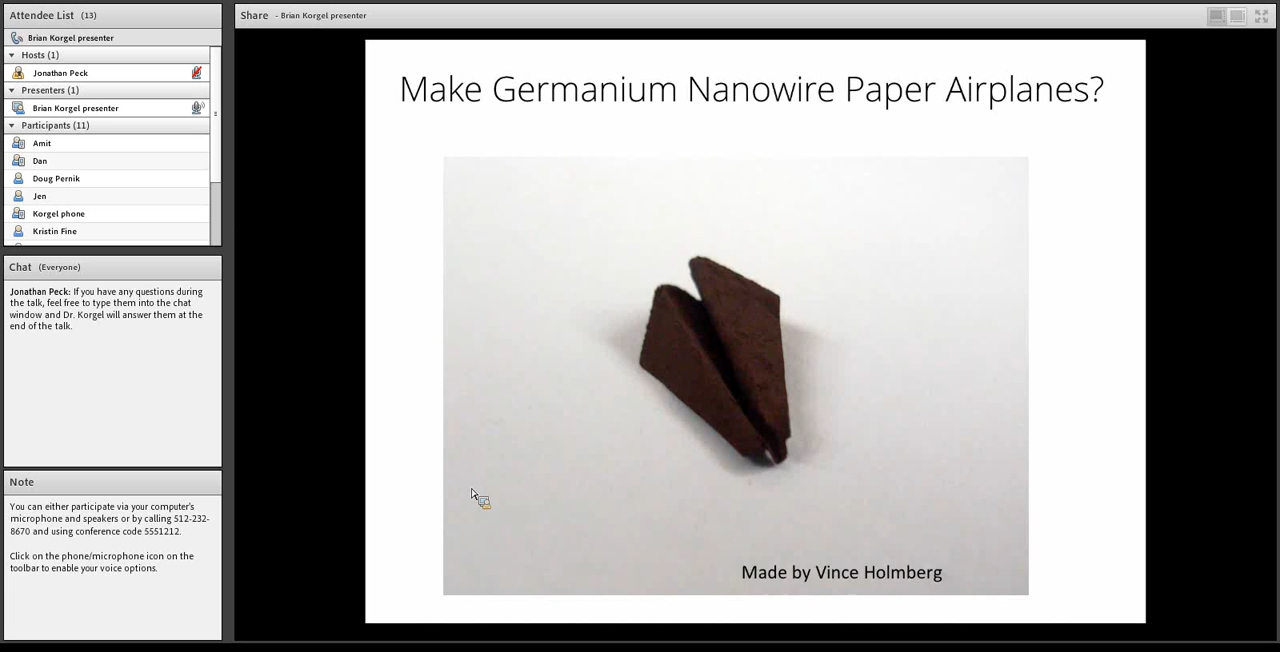 Attendee List (13)
Brian Korgel presenter
Hosts (1)
Jonathan Peck
Presenters (1)
Brian Korgel presenter
Participants (11)
Amit
Dan
Doug Pernik
Jen
Korgel phone
Kristin Fine
Chat (Everyone)
Jonathan Peck: If you have any questions during
the talk, feel free to type them into the chat
window and Dr. Korgel will answer them at the
end of the talk.
Note
You can either participate via your computer's
microphone and speakers or by calling 512-232-
8670 and using conference code 5551212.
Click on the phone/microphone icon on the
toolbar to enable your voice options.
Share - Brian Korgel presenter
Make Germanium Nanowire Paper Airplanes?
Made by Vince Holmberg